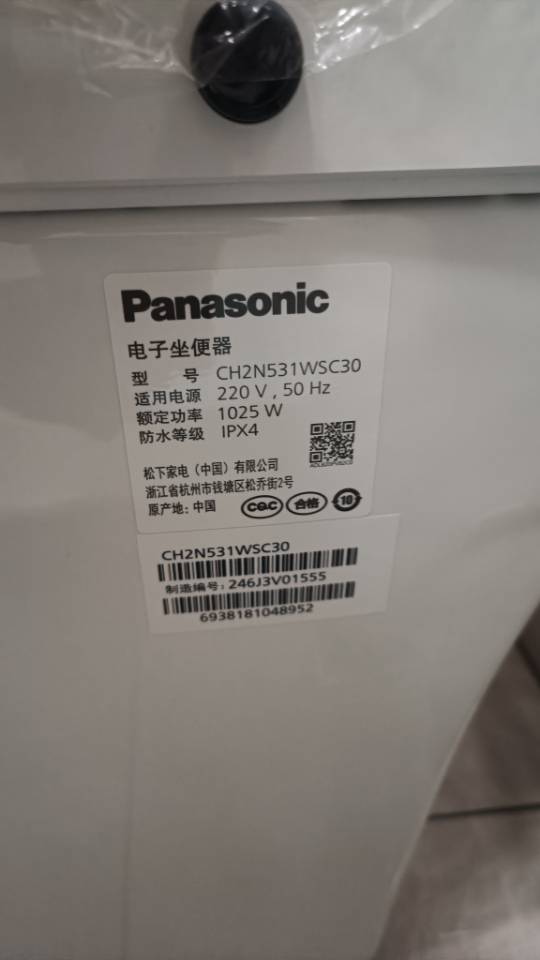 Panasonic
电子坐便器
型 号 CH2N531WSC30
适用电源 220 V , 50 Hz
额定功率 1025 W
防水等级 IPX4
松下家电（中国）有限公司
浙江省杭州市钱塘区松乔街2号
原产地：中国
CQC 合格 10
CH2N531WSC30
制造编号：246J3V01555
6938181048952